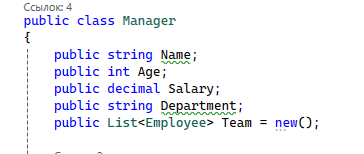 Ссылок: 4
public class Manager
{
public string Name;
public int Age;
public decimal Salary;
public string Department;
public List<Employee> Team = new();